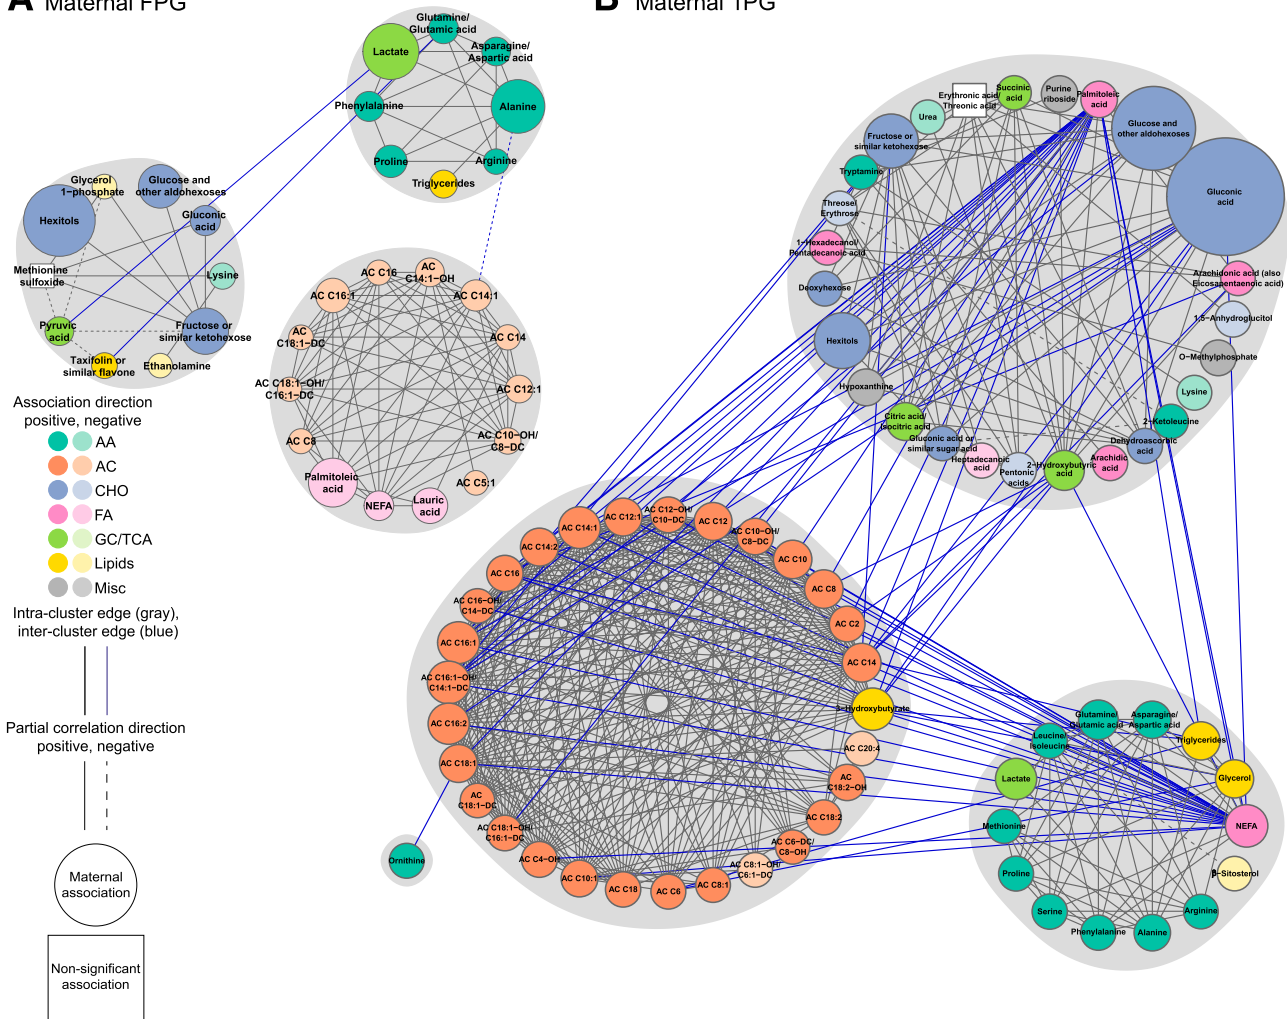 A Maternal FPG
B Maternal 1PG
Glutamine/
Glutamic acid
Lactate
Asparagine/
Aspartic acid
Phenylalanine
Alanine
Proline
Arginine
Triglycerides
Glycerol
1−phosphate
Glucose and
other aldohexoses
Hexitols
Gluconic
acid
Methionine
sulfoxide
Lysine
Pyruvic
acid
Fructose or
similar ketohexose
Taxifolin or
similar flavone
Ethanolamine
AC C16
AC
C14:1−OH
AC C16:1
AC C14:1
AC
C18:1−DC
AC C14
AC C18:1−OH/
C16:1−DC
AC C12:1
AC C8
AC C10−OH/
C8−DC
Palmitoleic
acid
AC C5:1
NEFA
Lauric
acid
Association direction
positive, negative
AA
AC
CHO
FA
GC/TCA
Lipids
Misc
Intra-cluster edge (gray),
inter-cluster edge (blue)
Partial correlation direction
positive, negative
Maternal
association
Non-significant
association
Erythronic acid/
Threonic acid
Succinic
acid
Purine
riboside
Palmitoleic
acid
Urea
Glucose and
other aldohexoses
Fructose or
similar ketohexose
Tryptamine
Gluconic
acid
Threose/
Erythrose
1−Hexadecanol/
Pentadecanoic acid
Arachidonic acid (also
Eicosapentaenoic acid)
Deoxyhexose
1,5−Anhydroglucitol
Hexitols
O−Methylphosphate
Hypoxanthine
Lysine
Citric acid/
Isocitric acid
2−Ketoleucine
Gluconic acid or
similar sugar acid
Dehydroascorbic
acid
Heptadecanoic
acid
Pentonic
acids
2−Hydroxybutyric
acid
Arachidic
acid
AC C12:1
AC C12−OH/
C10−DC
AC C12
AC C14:1
AC C10−OH/
C8−DC
AC C14:2
AC C10
AC C16
AC C8
AC C16−OH/
C14−DC
AC C2
AC C16:1
AC C14
AC C16:1−OH/
C14:1−DC
3−Hydroxybutyrate
AC C16:2
AC C20:4
AC C18:1
AC
C18:2−OH
AC
C18:1−DC
AC C18:2
AC C18:1−OH/
C16:1−DC
AC C6−DC/
C8−OH
AC C4−OH
AC C8:1−OH/
C6:1−DC
AC C10:1
AC C18
AC C6
AC C8:1
Ornithine
Glutamine/
Glutamic acid
Asparagine/
Aspartic acid
Leucine/
Isoleucine
Triglycerides
Lactate
Glycerol
Methionine
NEFA
Proline
β−Sitosterol
Serine
Arginine
Phenylalanine
Alanine